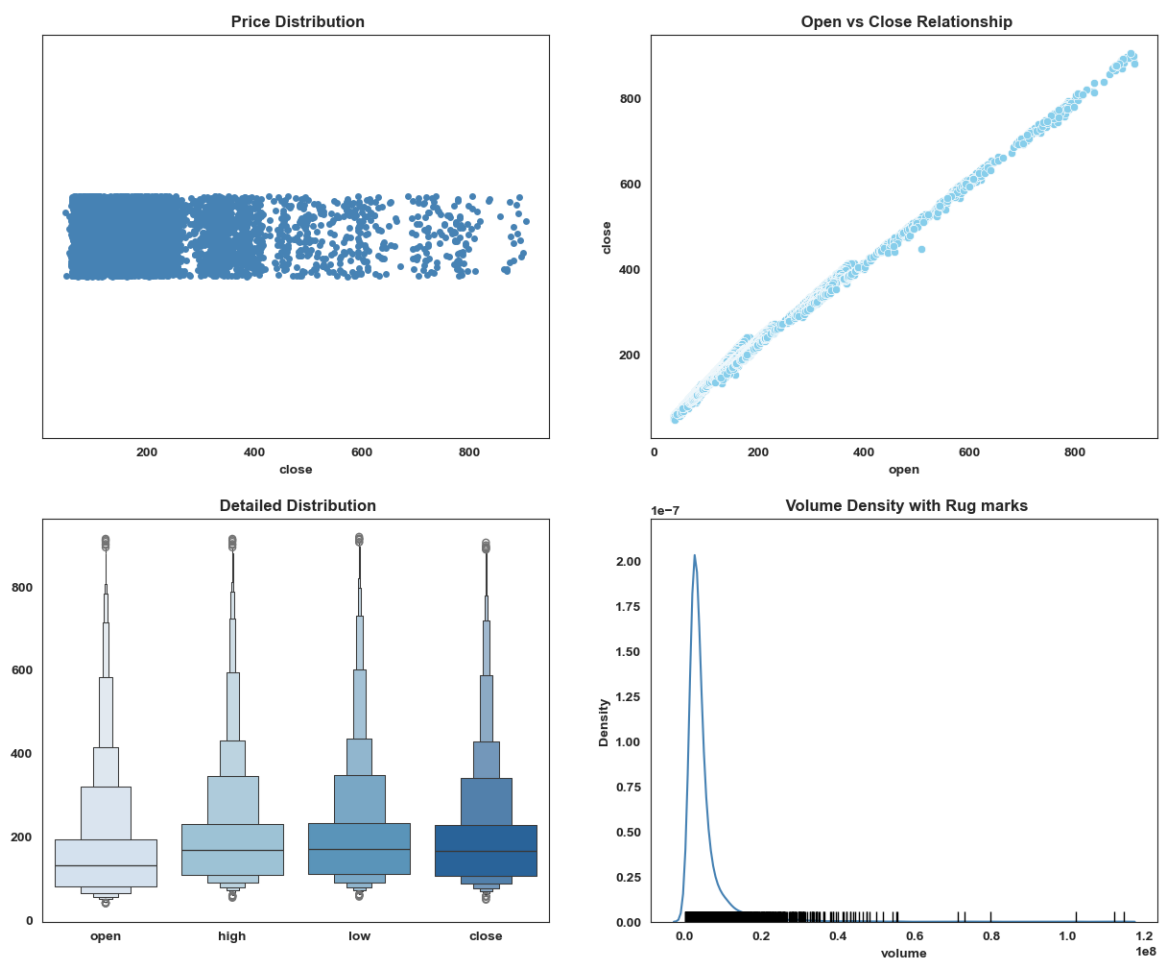 Price Distribution
200 400 600 800
close
Open vs Close Relationship
800
600
400
200
close
0 200 400 600 800
open
Detailed Distribution
800
600
400
200
0
open high low close
Volume Density with Rug marks
1e−7
2.00
1.75
1.50
1.25
1.00
0.75
0.50
0.25
0.00
Density
0.0 0.2 0.4 0.6 0.8 1.0 1.2
volume
1e8